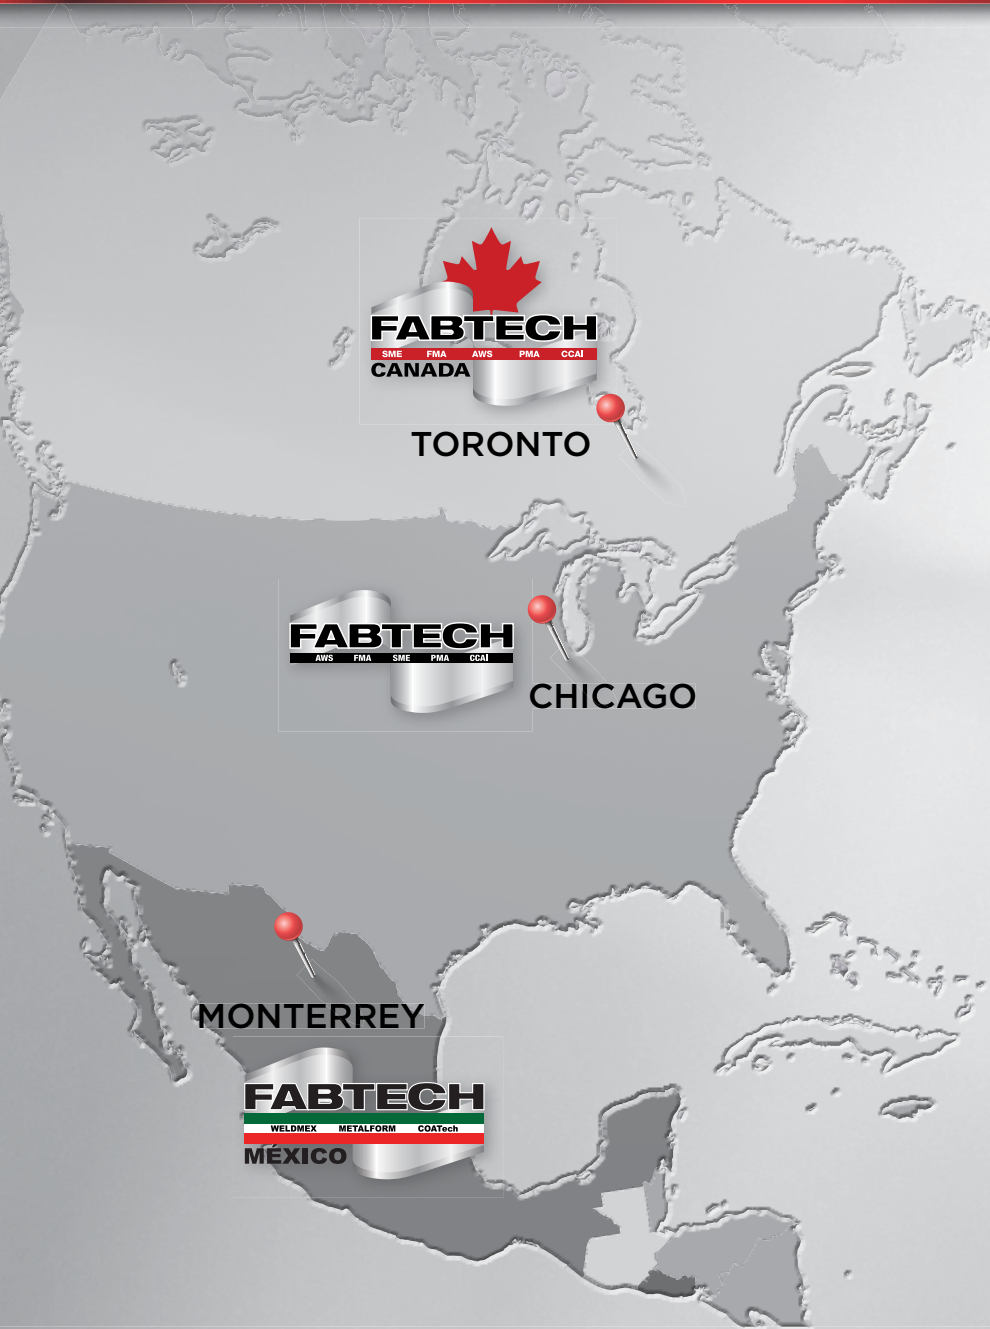 FABTECH
SME FMA AWS PMA CCAI
CANADA
TORONTO
FABTECH
AWS FMA SME PMA CCAI
CHICAGO
MONTERREY
FABTECH
WELDMEX METALFORM COATech
MÉXICO